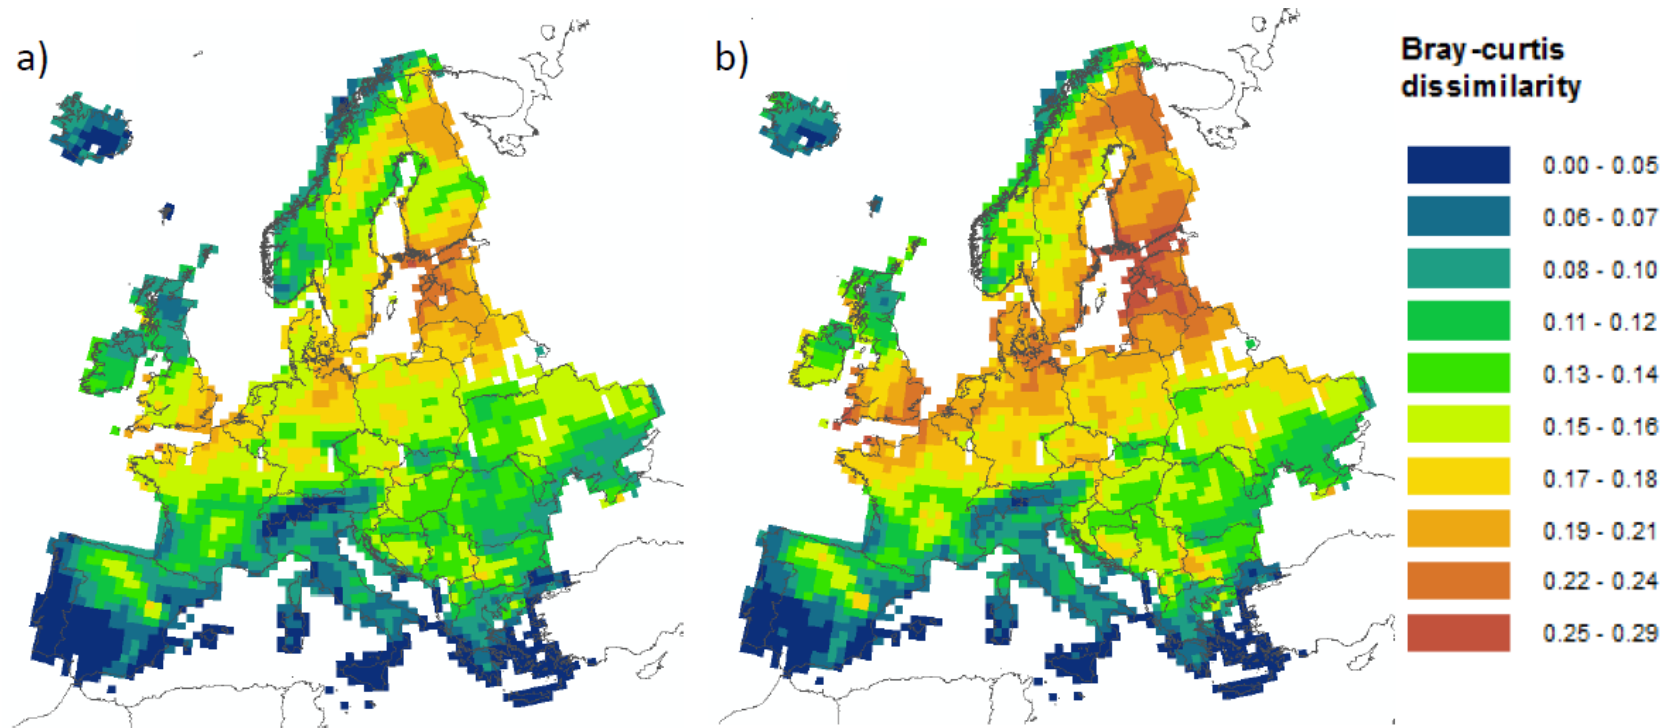 a)
b)
Bray-curtis
dissimilarity
0.00 - 0.05
0.06 - 0.07
0.08 - 0.10
0.11 - 0.12
0.13 - 0.14
0.15 - 0.16
0.17 - 0.18
0.19 - 0.21
0.22 - 0.24
0.25 - 0.29